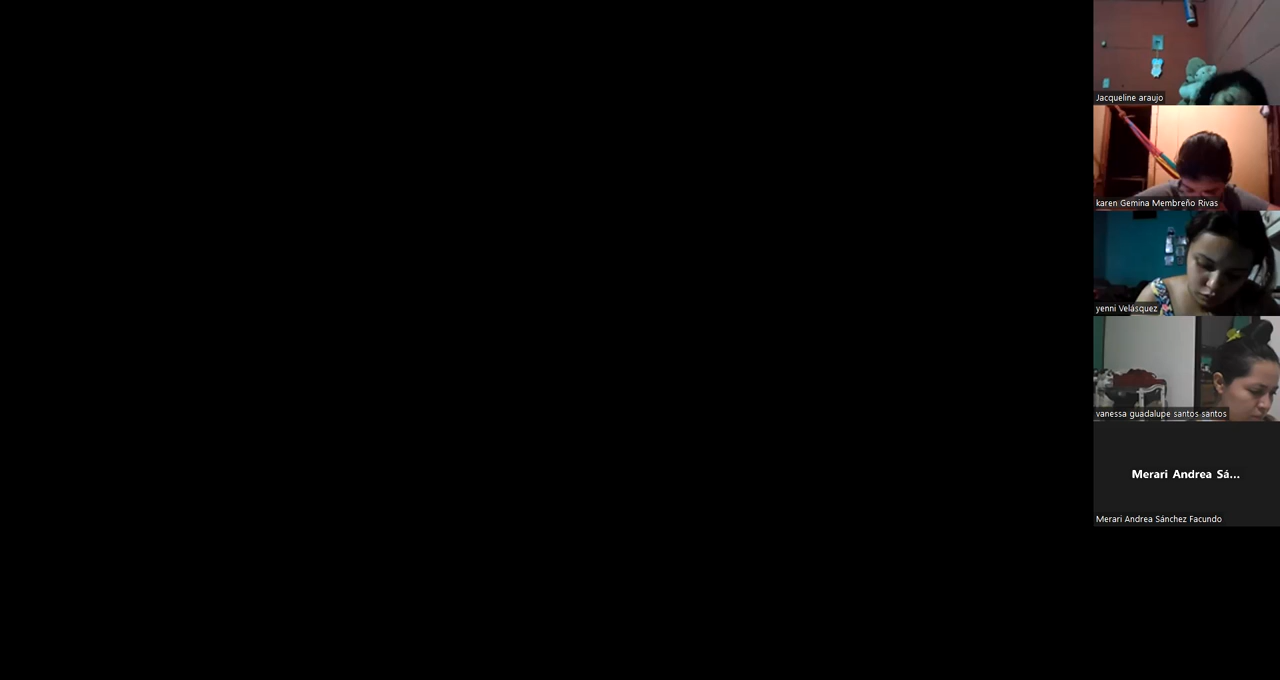 Jacqueline araujo
karen Gemina Membreño Rivas
yenni Velásquez
vanessa guadalupe santos santos
Merari Andrea Sá...
Merari Andrea Sánchez Facundo